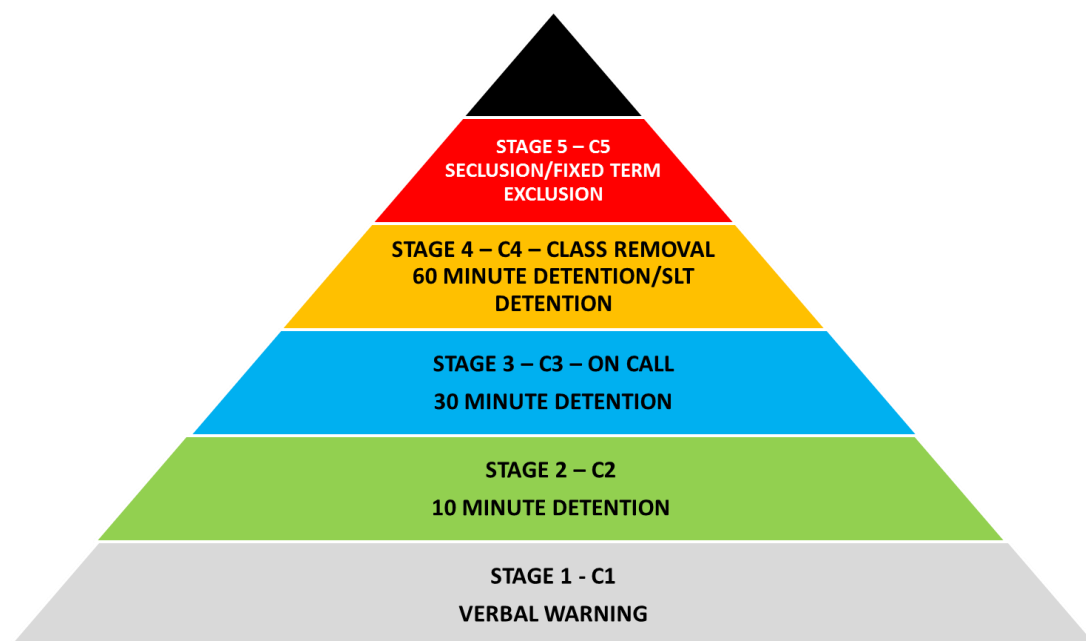 STAGE 5 – C5
SECLUSION/FIXED TERM
EXCLUSION
STAGE 4 – C4 – CLASS REMOVAL
60 MINUTE DETENTION/SLT
DETENTION
STAGE 3 – C3 – ON CALL
30 MINUTE DETENTION
STAGE 2 – C2
10 MINUTE DETENTION
STAGE 1 - C1
VERBAL WARNING